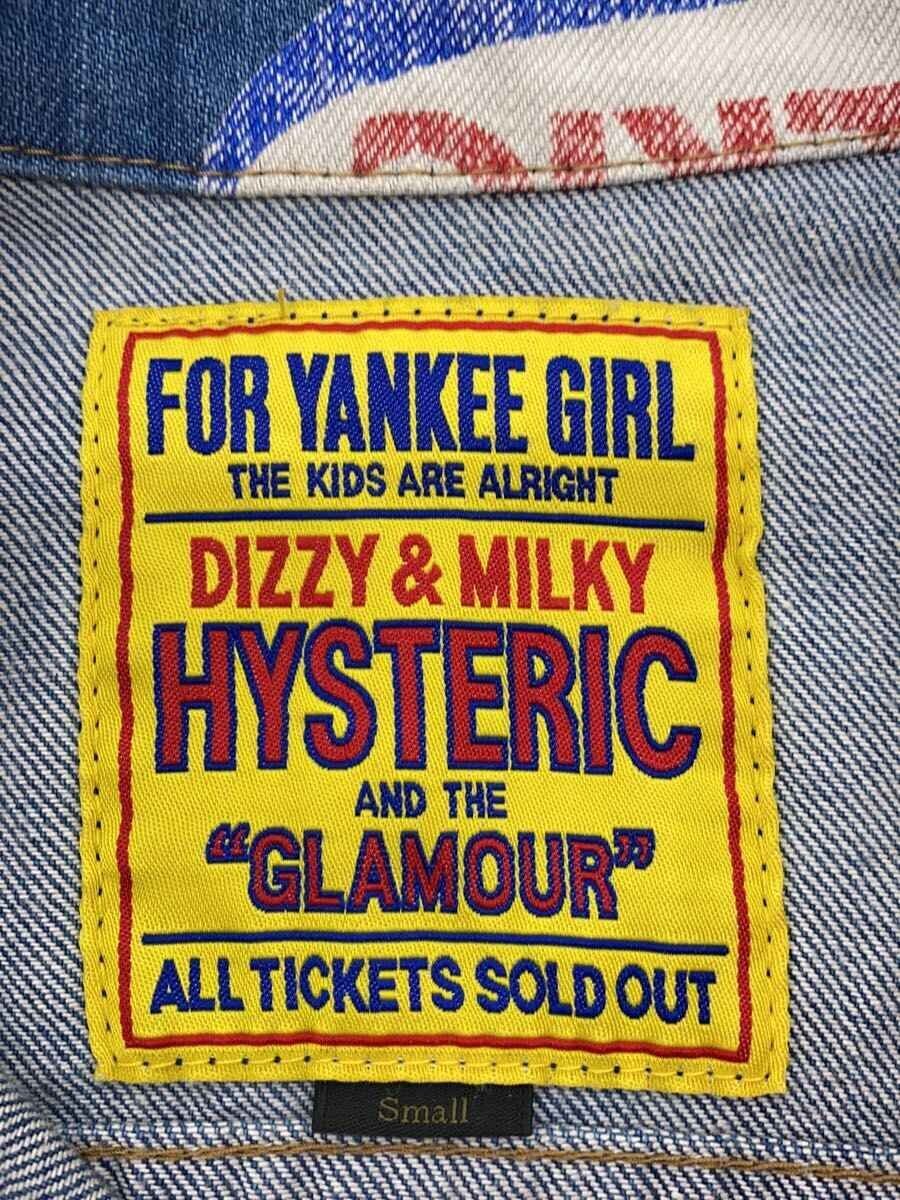 FOR YANKEE GIRL
THE KIDS ARE ALRIGHT
DIZZY & MILKY
HYSTERIC
AND THE
“GLAMOUR”
ALL TICKETS SOLD OUT
Small